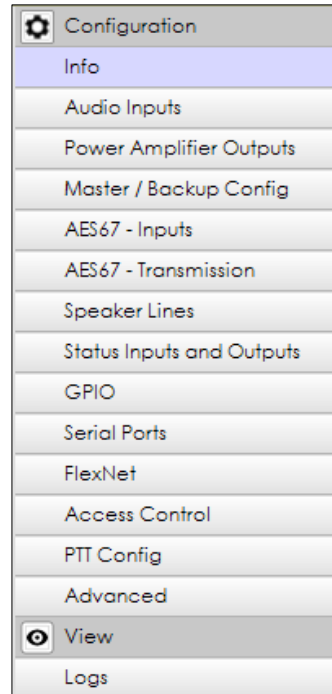 Configuration
Info
Audio Inputs
Power Amplifier Outputs
Master / Backup Config
AES67 - Inputs
AES67 - Transmission
Speaker Lines
Status Inputs and Outputs
GPIO
Serial Ports
FlexNet
Access Control
PTT Config
Advanced
View
Logs